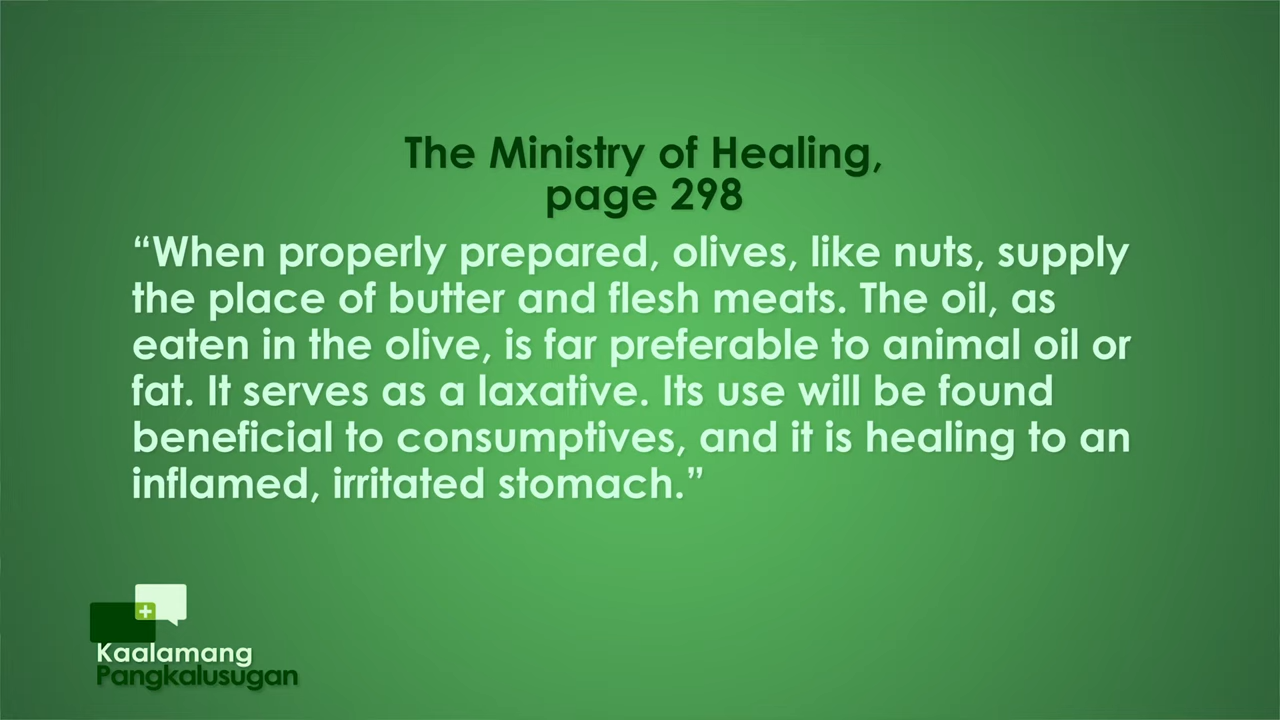 The Ministry of Healing,
page 298
“When properly prepared, olives, like nuts, supply
the place of butter and flesh meats. The oil, as
eaten in the olive, is far preferable to animal oil or
fat. It serves as a laxative. Its use will be found
beneficial to consumptives, and it is healing to an
inflamed, irritated stomach.”
Kaalamang
Pangkalusugan